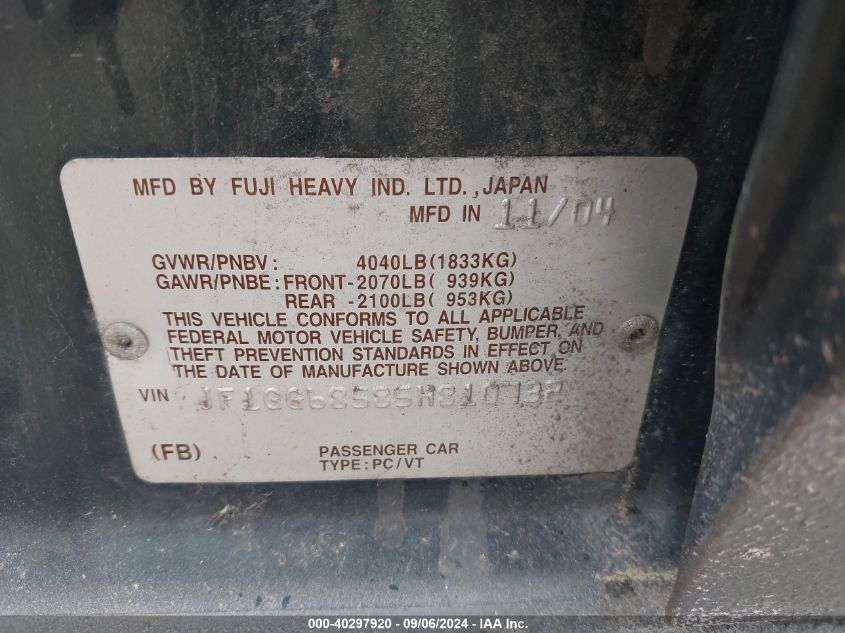 MFD BY FUJI HEAVY IND. LTD., JAPAN
MFD IN 11/04
GVWR/PNBV: 4040LB(1833KG)
GAWR/PNBE: FRONT-2070LB( 939KG)
REAR -2100LB( 953KG)
THIS VEHICLE CONFORMS TO ALL APPLICABLE
FEDERAL MOTOR VEHICLE SAFETY, BUMPER, AND
THEFT PREVENTION STANDARDS IN EFFECT ON
THE DATE OF MANUFACTURE SHOWN ABOVE.
VIN
(FB) PASSENGER CAR
TYPE:PC/VT
000-40297920 - 09/06/2024 - IAA Inc.